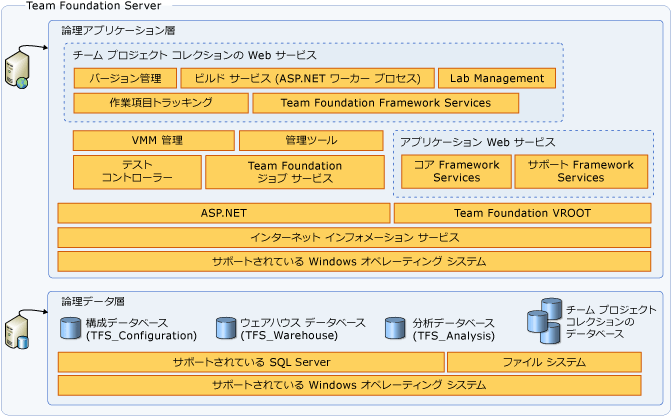 Team Foundation Server
論理アプリケーション層
チーム プロジェクト コレクションの Web サービス
バージョン管理
ビルド サービス (ASP.NET ワーカー プロセス)
Lab Management
作業項目トラッキング
Team Foundation Framework Services
VMM 管理
管理ツール
テスト
コントローラー
Team Foundation
ジョブ サービス
アプリケーション Web サービス
コア Framework
Services
サポート Framework
Services
ASP.NET
Team Foundation VROOT
インターネット インフォメーション サービス
サポートされている Windows オペレーティング システム
論理データ層
構成データベース
(TFS_Configuration)
ウェアハウス データベース
(TFS_Warehouse)
分析データベース
(TFS_Analysis)
チーム プロジェクト
コレクションの
データベース
サポートされている SQL Server
ファイル システム
サポートされている Windows オペレーティング システム